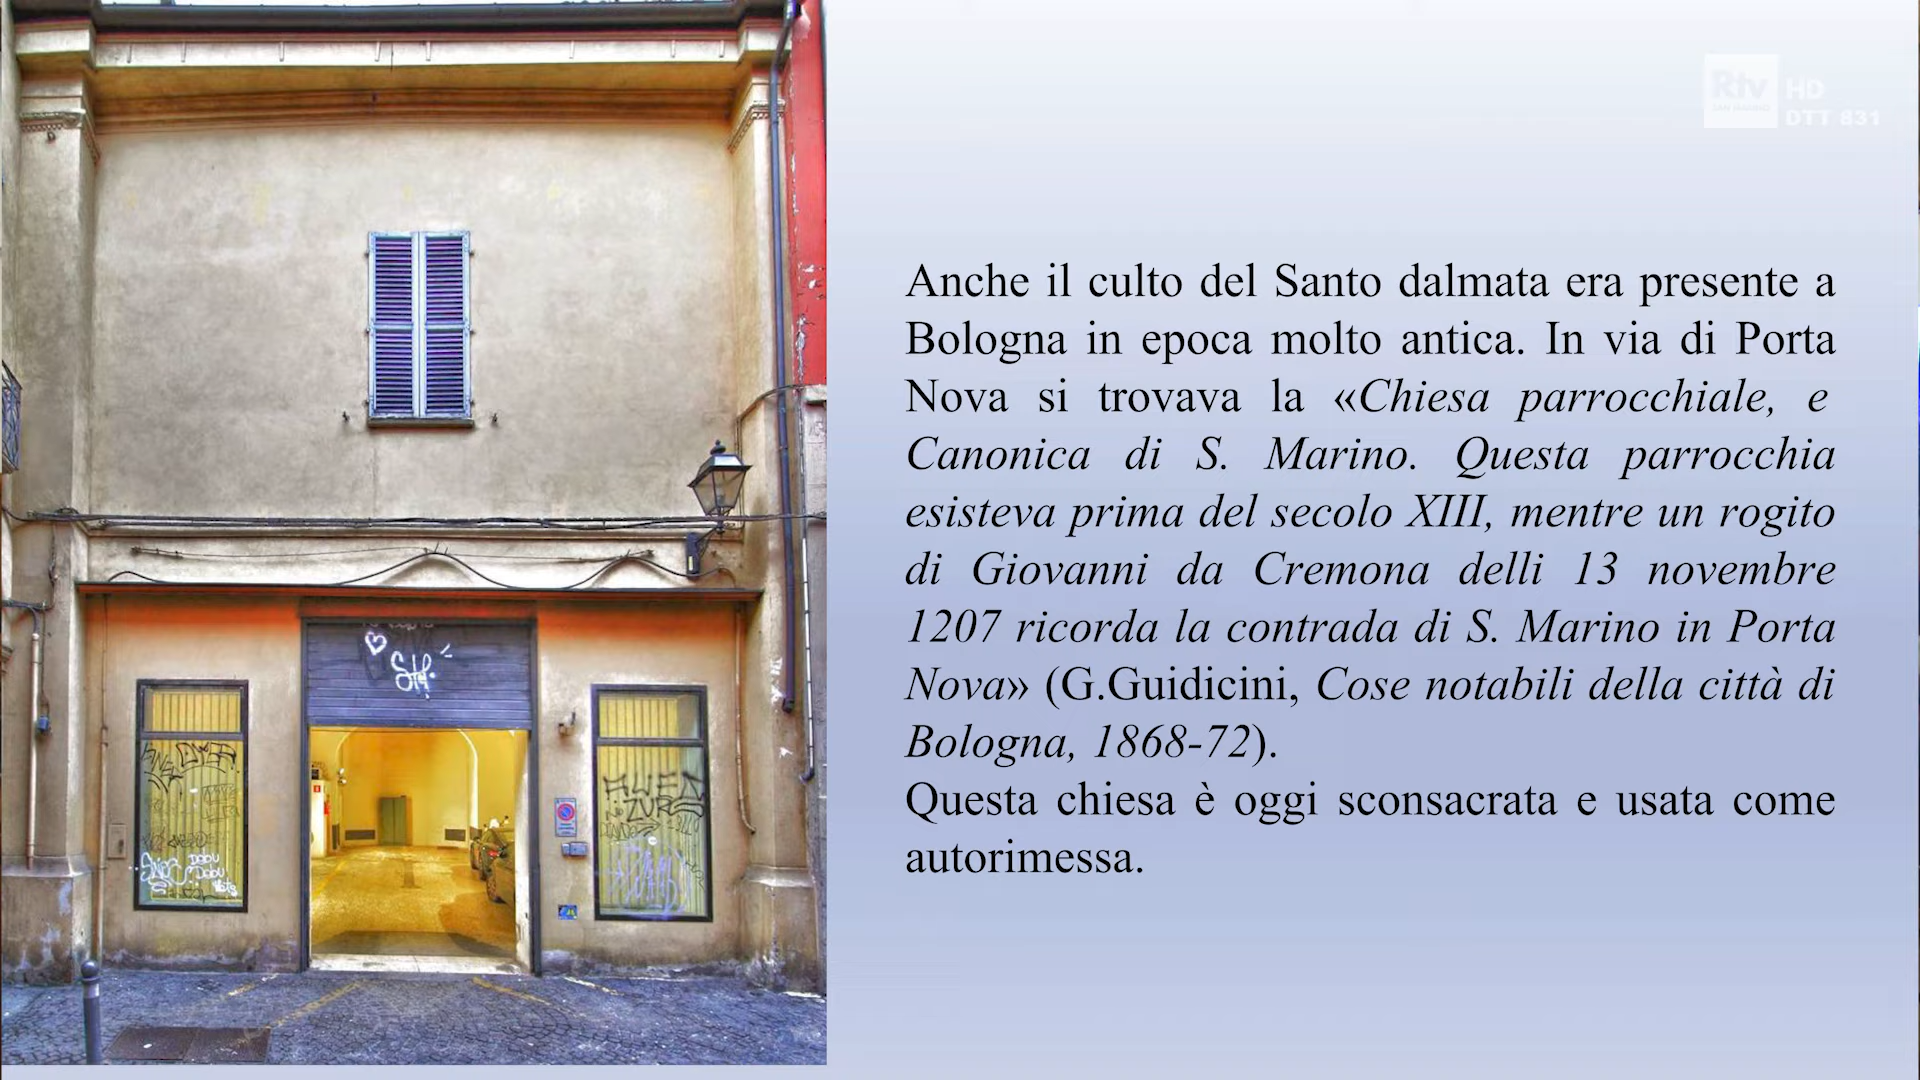 Rtv HD
SAN MARINO
DTT 831
Anche il culto del Santo dalmata era presente a
Bologna in epoca molto antica. In via di Porta
Nova si trovava la «Chiesa parrocchiale, e
Canonica di S. Marino. Questa parrocchia
esisteva prima del secolo XIII, mentre un rogito
di Giovanni da Cremona delli 13 novembre
1207 ricorda la contrada di S. Marino in Porta
Nova» (G.Guidicini, Cose notabili della città di
Bologna, 1868-72).
Questa chiesa è oggi sconsacrata e usata come
autorimessa.